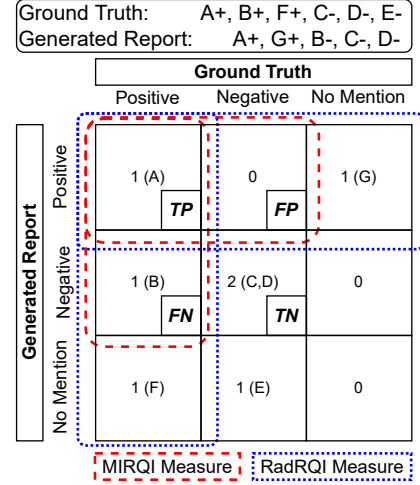 Ground Truth: A+, B+, F+, C-, D-, E-
Generated Report: A+, G+, B-, C-, D-
Ground Truth
Positive Negative No Mention
Generated Report
Positive
1 (A) 0 1 (G)
TP FP
Negative
1 (B) 2 (C,D) 0
FN TN
No Mention
1 (F) 1 (E) 0
MIRQI Measure RadRQI Measure